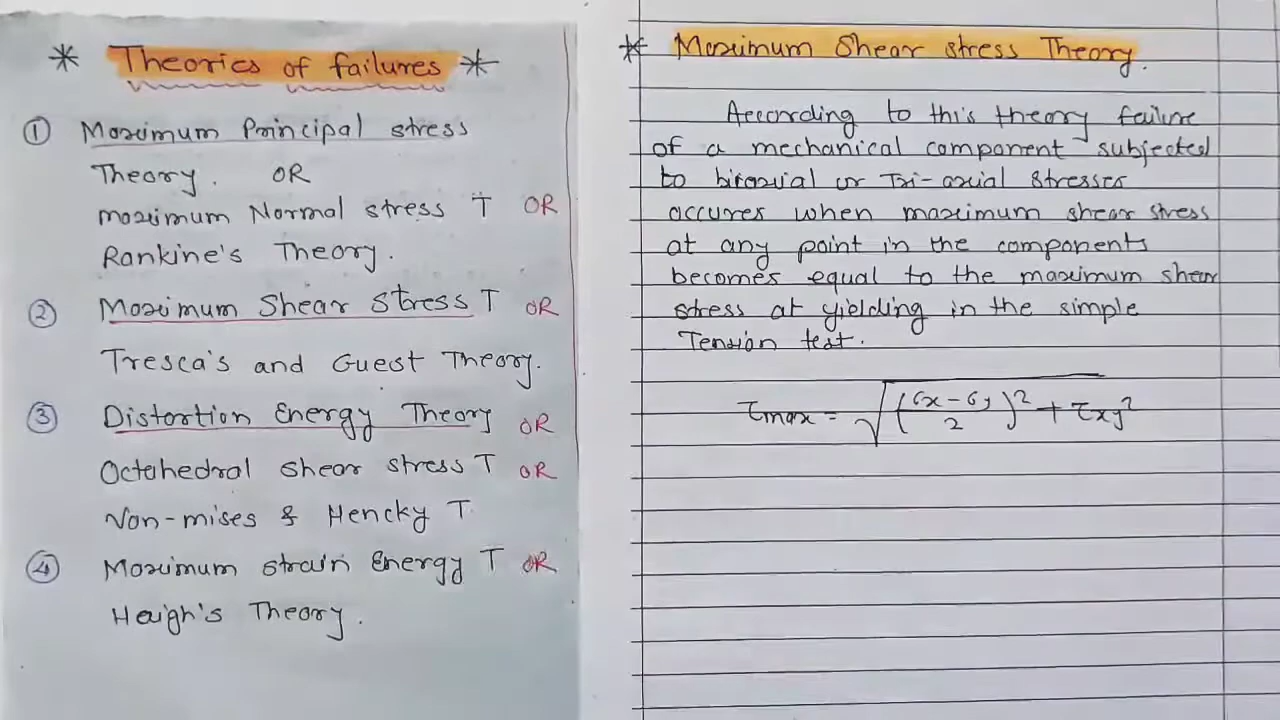 * Theories of failures *
① Maximum Principal stress
Theory. OR
maximum Normal stress T OR
Rankine's Theory.
② Maximum Shear Stress T OR
Tresca's and Guest Theory.
③ Distortion Energy Theory OR
Octahedral shear stress T OR
Von-mises & Hencky T.
④ Maximum strain Energy T OR
Heigh's Theory.
* Maximum Shear stress Theory.
According to this theory failure
of a mechanical component subjected
to biaxial or Tri-axial stresses
occures when maximum shear stress
at any point in the components
becomes equal to the maximum shear
stress at yielding in the simple
Tension test.
τmax = √((σx-σy)/2)² + τxy²